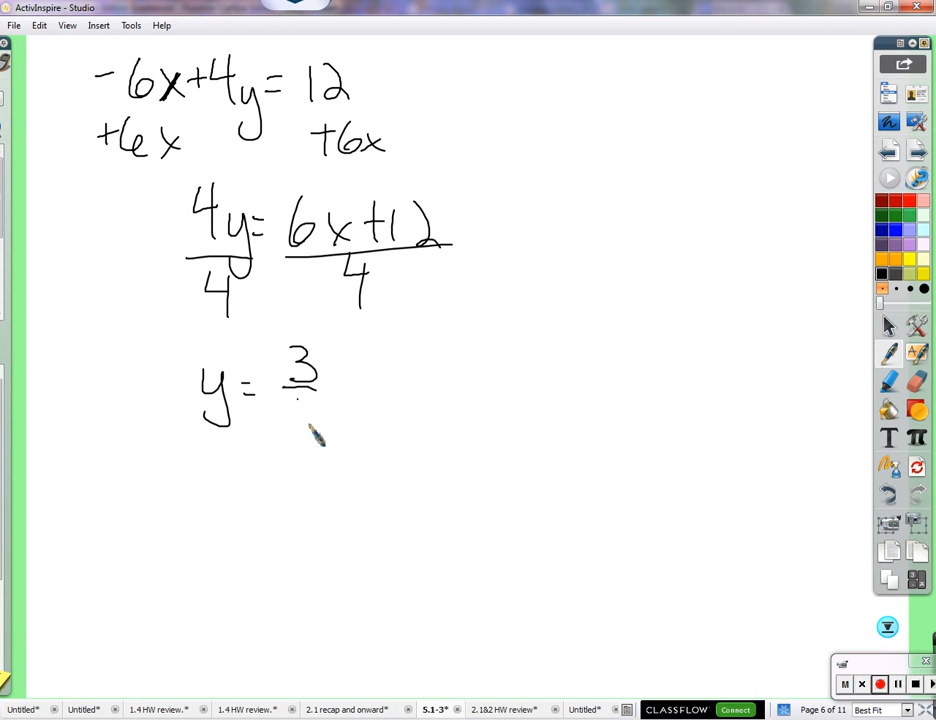 ActivInspire - Studio
File Edit View Insert Tools Help
-6x+4y= 12
+6x +6x
4y= 6x+12
4 4
y= 3
M
Untitled* Untitled* 1.4 HW review.* 1.4 HW review.* 2.1 recap and onward* 5.1-3* 2.1&2 HW review* Untitled* CLASSFLOW Connect Page 6 of 11 Best Fit